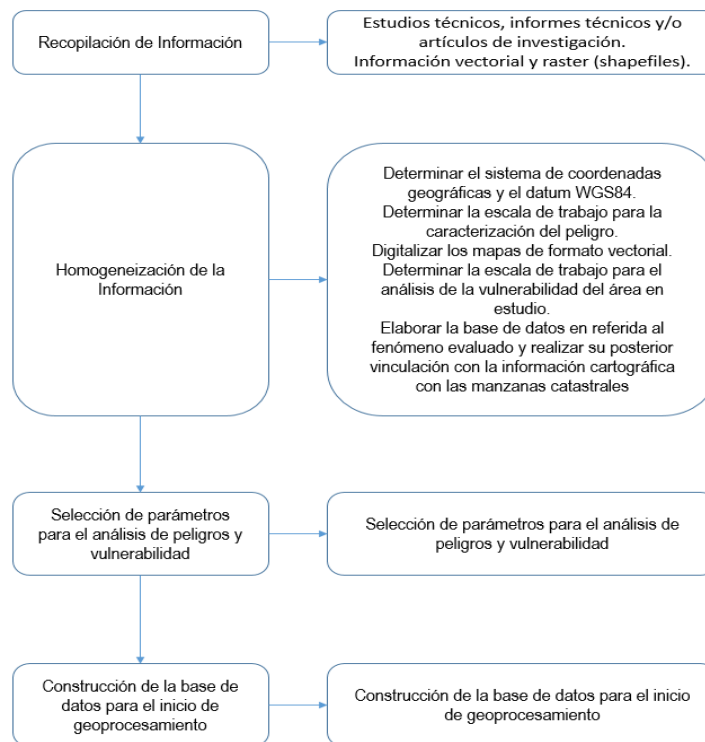 Recopilación de Información
Estudios técnicos, informes técnicos y/o
artículos de investigación.
Información vectorial y raster (shapefiles).
Homogeneización de la
Información
Determinar el sistema de coordenadas
geográficas y el datum WGS84.
Determinar la escala de trabajo para la
caracterización del peligro.
Digitalizar los mapas de formato vectorial.
Determinar la escala de trabajo para el
análisis de la vulnerabilidad del área en
estudio.
Elaborar la base de datos en referida al
fenómeno evaluado y realizar su posterior
vinculación con la información cartográfica
con las manzanas catastrales
Selección de parámetros
para el análisis de peligros y
vulnerabilidad
Selección de parámetros para el análisis de
peligros y vulnerabilidad
Construcción de la base de
datos para el inicio de
geoprocesamiento
Construcción de la base de datos para el inicio
de geoprocesamiento